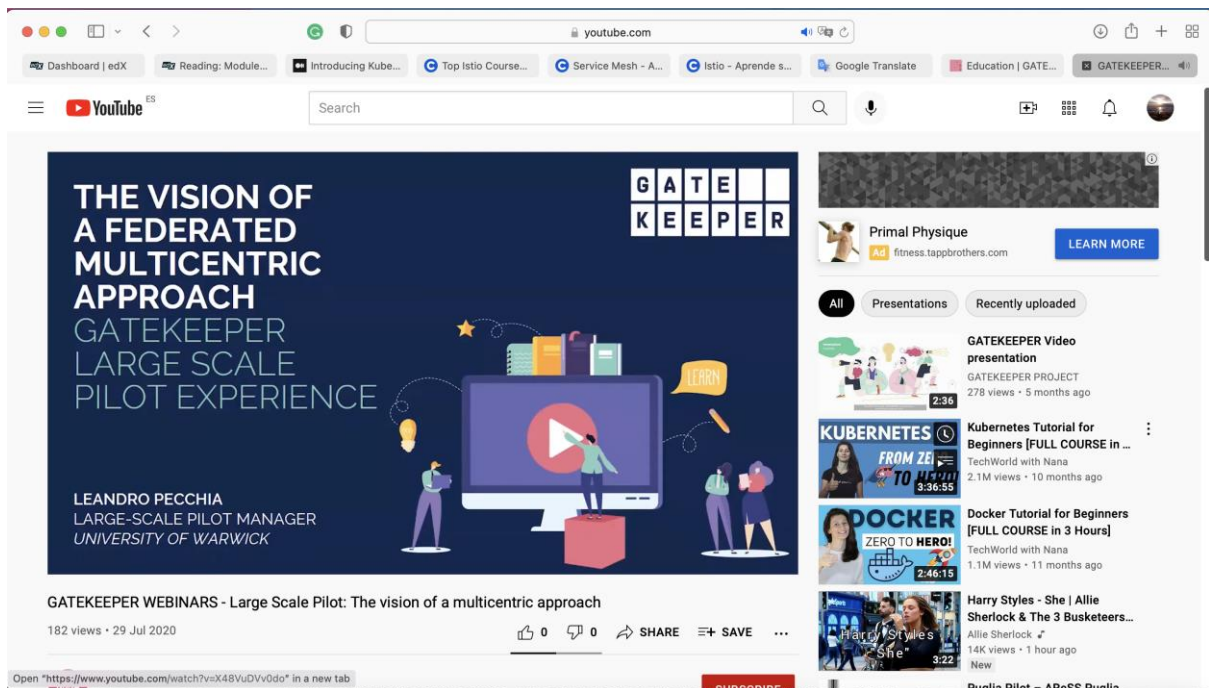 youtube.com
Dashboard | edX
Reading: Module...
Introducing Kube...
Top Istio Course...
Service Mesh - A...
Istio - Aprende s...
Google Translate
Education | GATE...
GATEKEEPER...
YouTube ES
Search
THE VISION OF
A FEDERATED
MULTICENTRIC
APPROACH
GATEKEEPER
LARGE SCALE
PILOT EXPERIENCE
LEANDRO PECCHIA
LARGE-SCALE PILOT MANAGER
UNIVERSITY OF WARWICK
GATE
KEEPER
LEARN
GATEKEEPER WEBINARS - Large Scale Pilot: The vision of a multicentric approach
182 views • 29 Jul 2020
0
0
SHARE
SAVE
SUBSCRIBE
Open "https://www.youtube.com/watch?v=X48VuDVv0do" in a new tab
Primal Physique
Ad fitness.tappbrothers.com
LEARN MORE
All
Presentations
Recently uploaded
GATEKEEPER Video
presentation
GATEKEEPER PROJECT
278 views • 5 months ago
2:36
KUBERNETES
FROM ZERO
TO HERO!
3:36:55
Kubernetes Tutorial for
Beginners [FULL COURSE in ...
TechWorld with Nana
2.1M views • 10 months ago
DOCKER
ZERO TO HERO!
2:46:15
Docker Tutorial for Beginners
[FULL COURSE in 3 Hours]
TechWorld with Nana
1.1M views • 11 months ago
Harry Styles
"She"
3:22
Harry Styles - She | Allie
Sherlock & The 3 Busketeers...
Allie Sherlock
14K views • 1 hour ago
New
Puglia Pilot – AReSS Puglia